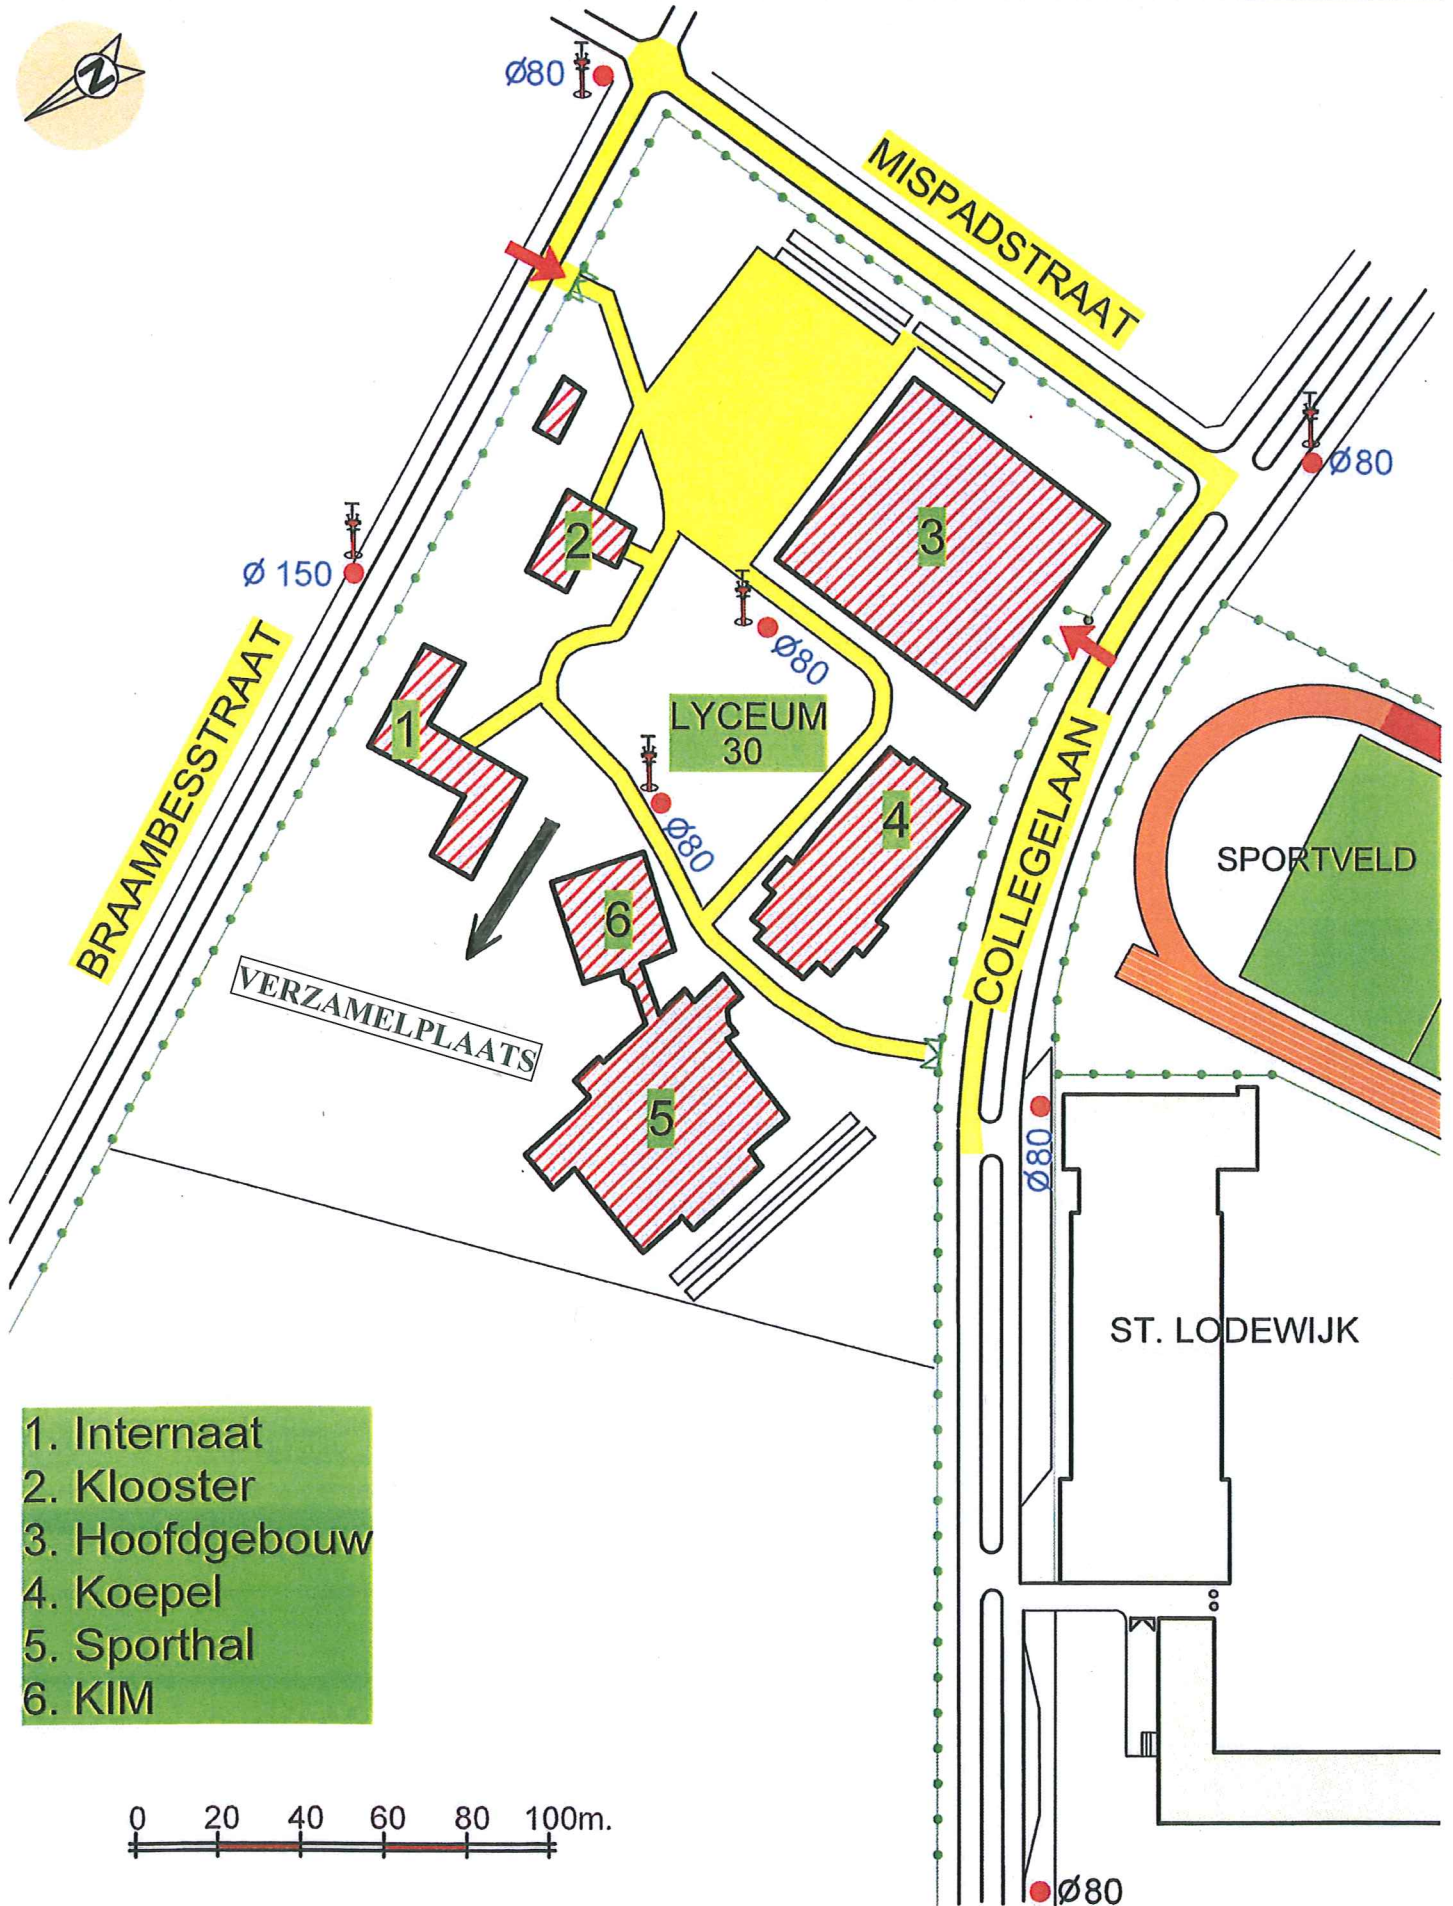 N
Ø80
MISPADSTRAAT
Ø80
3
2
Ø 150
Ø80
LYCEUM
30
1
BRAAMBESSTRAAT
4
Ø80
COLLEGELAAN
SPORTVELD
6
VERZAMELPLAATS
5
Ø80
ST. LODEWIJK
1. Internaat
2. Klooster
3. Hoofdgebouw
4. Koepel
5. Sporthal
6. KIM
0 20 40 60 80 100m.
Ø80